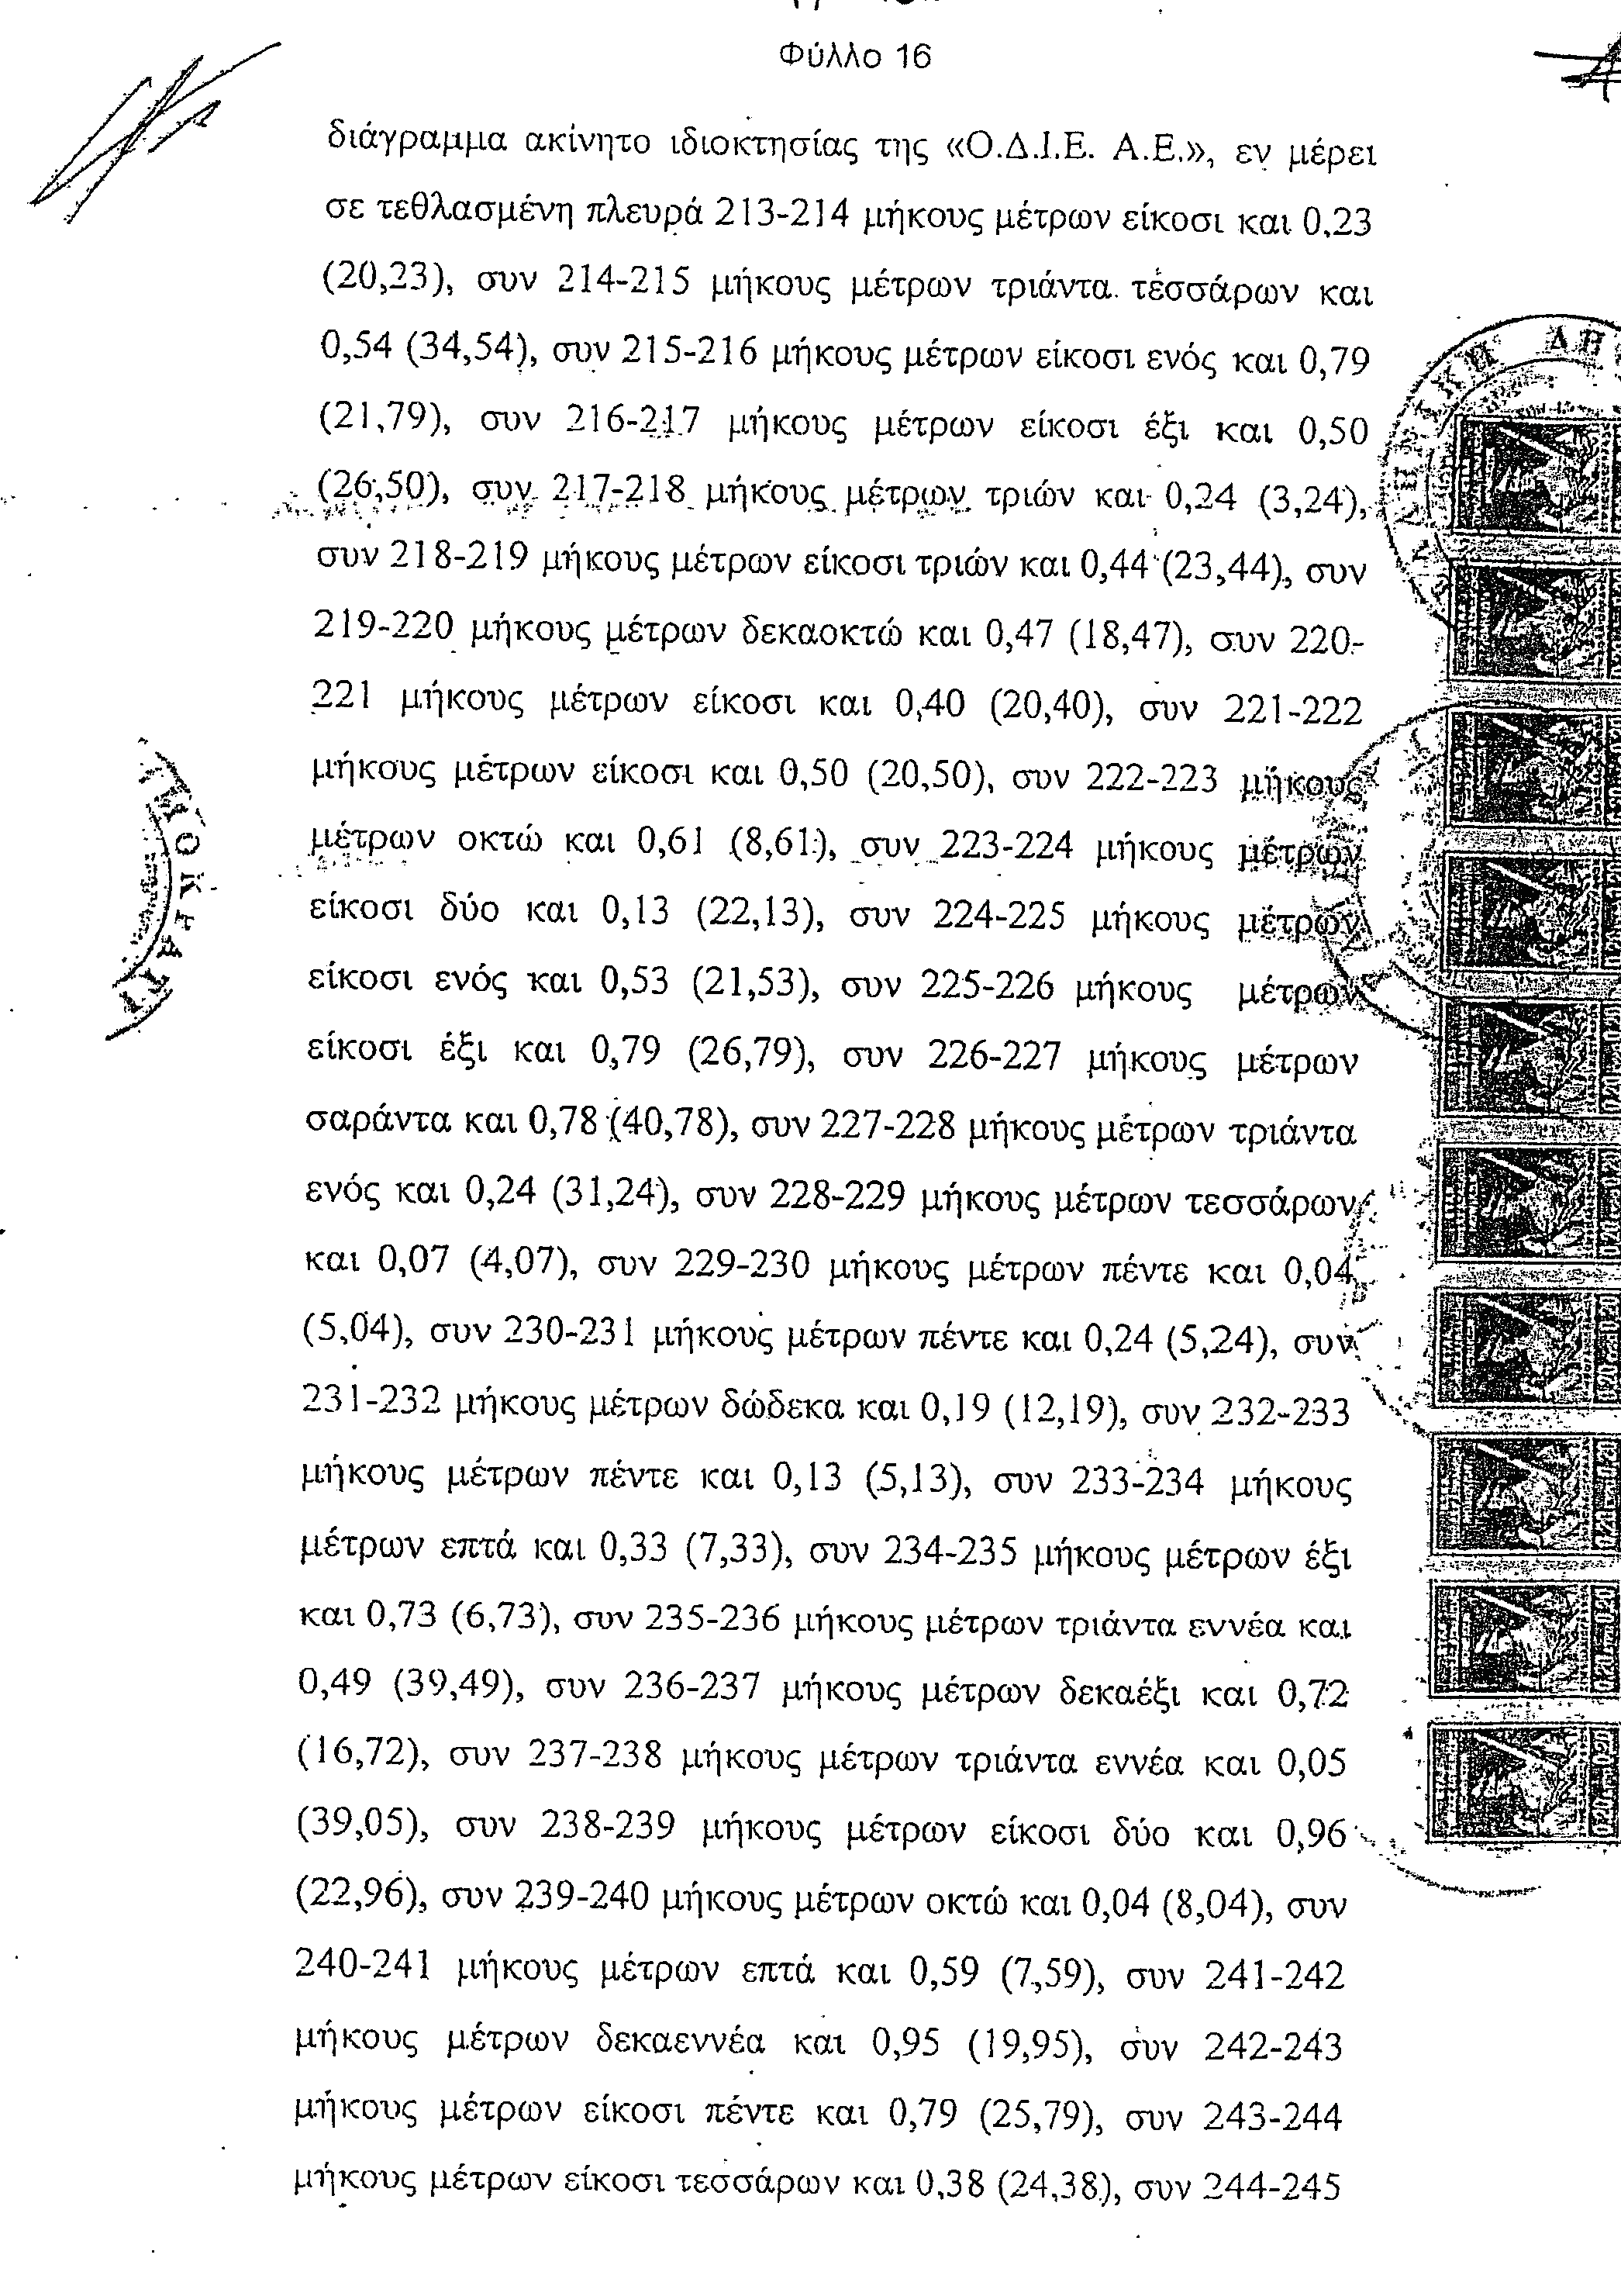 Φύλλο 16
διάγραμμα ακίνητο ιδιοκτησίας της «Ο.Δ.Ι.Ε. Α.Ε.», εν μέρει
σε τεθλασμένη πλευρά 213-214 μήκους μέτρων είκοσι και 0,23
(20,23), συν 214-215 μήκους μέτρων τριάντα τεσσάρων και
0,54 (34,54), συν 215-216 μήκους μέτρων είκοσι ενός και 0,79
(21,79), συν 216-217 μήκους μέτρων είκοσι έξι και 0,50
(26,50), συν 217-218 μήκους μέτρων τριών και 0,24 (3,24),
συν 218-219 μήκους μέτρων είκοσι τριών και 0,44 (23,44), συν
219-220 μήκους μέτρων δεκαοκτώ και 0,47 (18,47), συν 220-
221 μήκους μέτρων είκοσι και 0,40 (20,40), συν 221-222
μήκους μέτρων είκοσι και 0,50 (20,50), συν 222-223 μήκους
μέτρων οκτώ και 0,61 (8,61), συν 223-224 μήκους μέτρων
είκοσι δύο και 0,13 (22,13), συν 224-225 μήκους μέτρων
είκοσι ενός και 0,53 (21,53), συν 225-226 μήκους μέτρων
είκοσι έξι και 0,79 (26,79), συν 226-227 μήκους μέτρων
σαράντα και 0,78 (40,78), συν 227-228 μήκους μέτρων τριάντα
ενός και 0,24 (31,24), συν 228-229 μήκους μέτρων τεσσάρων
και 0,07 (4,07), συν 229-230 μήκους μέτρων πέντε και 0,04
(5,04), συν 230-231 μήκους μέτρων πέντε και 0,24 (5,24), συν
231-232 μήκους μέτρων δώδεκα και 0,19 (12,19), συν 232-233
μήκους μέτρων πέντε και 0,13 (5,13), συν 233-234 μήκους
μέτρων επτά και 0,33 (7,33), συν 234-235 μήκους μέτρων έξι
και 0,73 (6,73), συν 235-236 μήκους μέτρων τριάντα εννέα και
0,49 (39,49), συν 236-237 μήκους μέτρων δεκαέξι και 0,72
(16,72), συν 237-238 μήκους μέτρων τριάντα εννέα και 0,05
(39,05), συν 238-239 μήκους μέτρων είκοσι δύο και 0,96
(22,96), συν 239-240 μήκους μέτρων οκτώ και 0,04 (8,04), συν
240-241 μήκους μέτρων επτά και 0,59 (7,59), συν 241-242
μήκους μέτρων δεκαεννέα και 0,95 (19,95), συν 242-243
μήκους μέτρων είκοσι πέντε και 0,79 (25,79), συν 243-244
μήκους μέτρων είκοσι τεσσάρων και 0,38 (24,38), συν 244-245